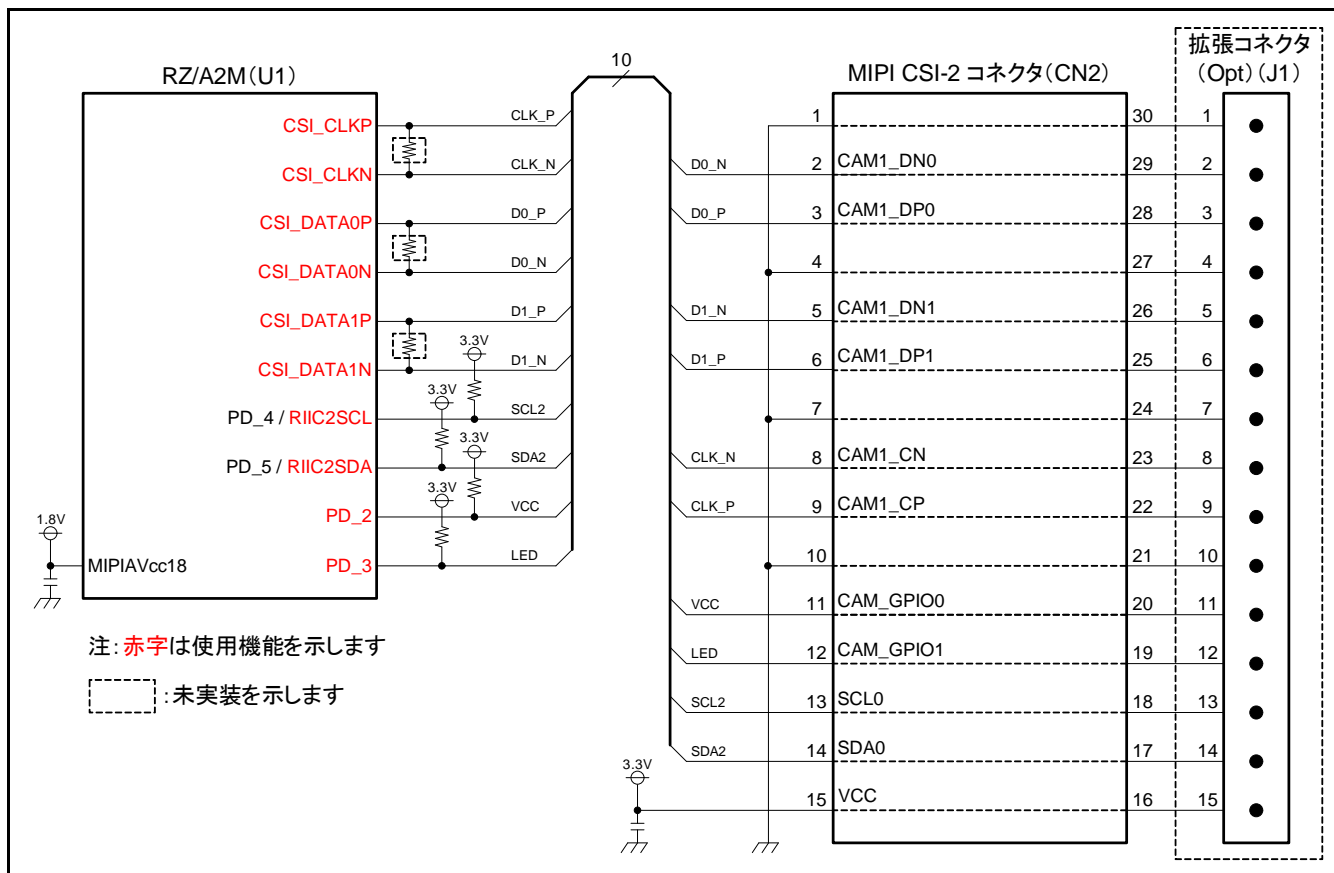 RZ/A2M(U1)
10
MIPI CSI-2 コネクタ(CN2)
拡張コネクタ
(Opt)(J1)
CSI_CLKP
CLK_P
CSI_CLKN
CLK_N
CSI_DATA0P
D0_P
CSI_DATA0N
D0_N
CSI_DATA1P
D1_P
CSI_DATA1N
3.3V
D1_N
PD_4 / RIIC2SCL
3.3V
SCL2
PD_5 / RIIC2SDA
3.3V
SDA2
PD_2
3.3V
VCC
1.8V
MIPIAVcc18
PD_3
LED
注:赤字は使用機能を示します
:未実装を示します
1 30 1
D0_N 2 CAM1_DN0 29 2
D0_P 3 CAM1_DP0 28 3
4 27 4
D1_N 5 CAM1_DN1 26 5
D1_P 6 CAM1_DP1 25 6
7 24 7
CLK_N 8 CAM1_CN 23 8
CLK_P 9 CAM1_CP 22 9
10 21 10
VCC 11 CAM_GPIO0 20 11
LED 12 CAM_GPIO1 19 12
SCL2 13 SCL0 18 13
SDA2 14 SDA0 17 14
3.3V
15 VCC 16 15